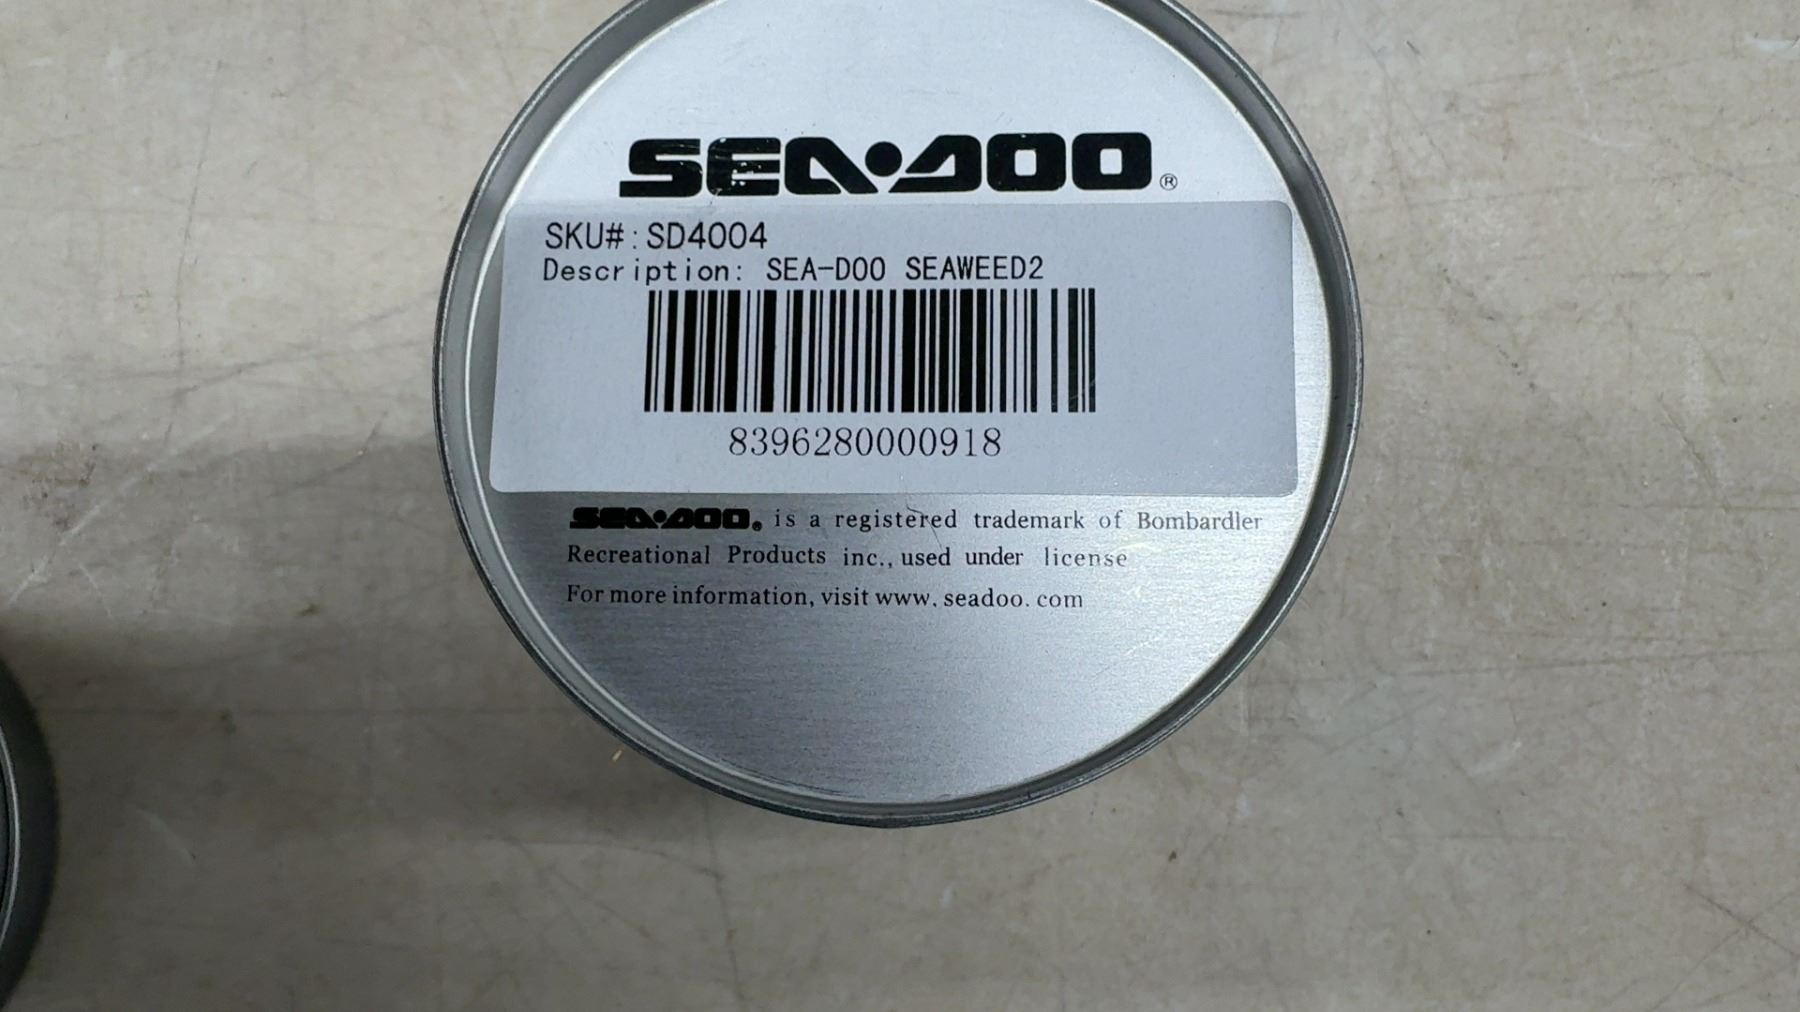 SEA•DOO®
SKU#: SD4004
Description: SEA-DOO SEAWEED2
8396280000918
SEA•DOO® is a registered trademark of Bombardler
Recreational Products inc., used under license
For more information, visit www.seadoo.com